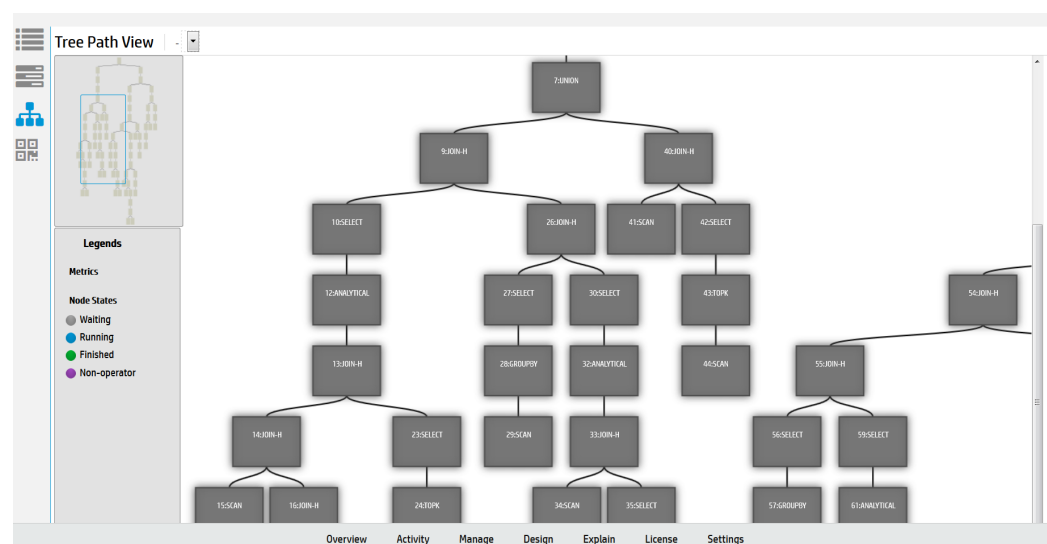 Tree Path View -
7:UNION
9:JOIN-H 40:JOIN-H
10:SELECT 26:JOIN-H 41:SCAN 42:SELECT
12:ANALYTICAL 27:SELECT 30:SELECT 43:TOPK 54:JOIN-H
13:JOIN-H 28:GROUPBY 32:ANALYTICAL 44:SCAN 55:JOIN-H
14:JOIN-H 23:SELECT 29:SCAN 33:JOIN-H 56:SELECT 59:SELECT
15:SCAN 16:JOIN-H 24:TOPK 34:SCAN 35:SELECT 57:GROUPBY 61:ANALYTICAL
Legends
Metrics
Node States
Waiting
Running
Finished
Non-operator
Overview Activity Manage Design Explain License Settings